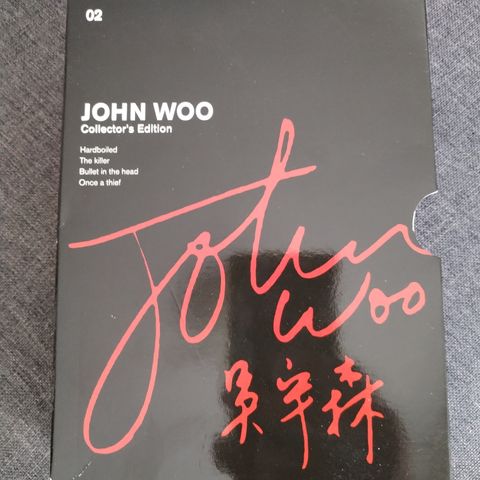 02
JOHN WOO
Collector's Edition
Hardboiled
The killer
Bullet in the head
Once a thief
John
Woo
吴宇森